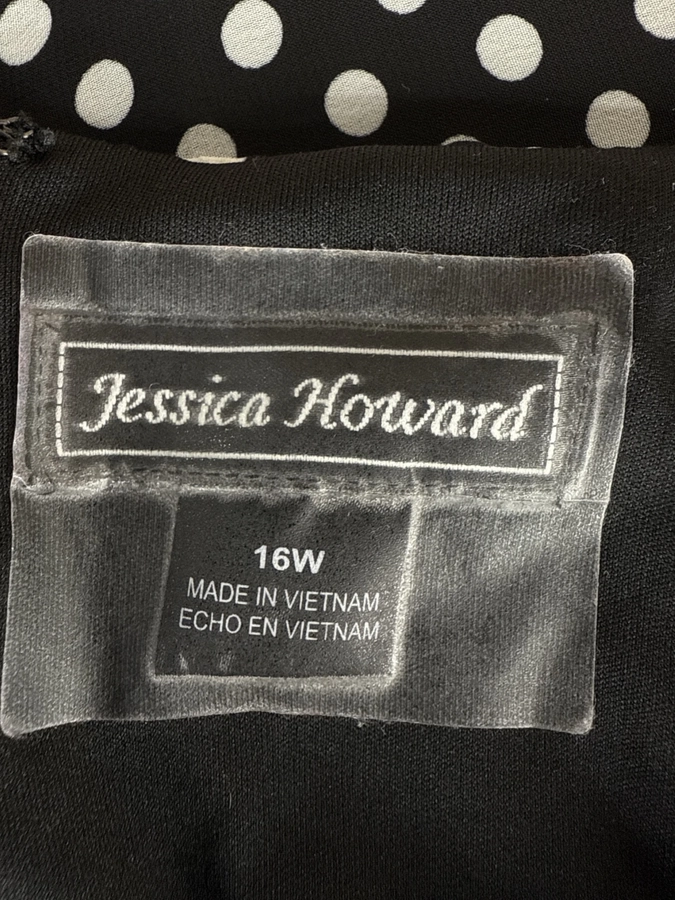 Jessica Howard
16W
MADE IN VIETNAM
ECHO EN VIETNAM